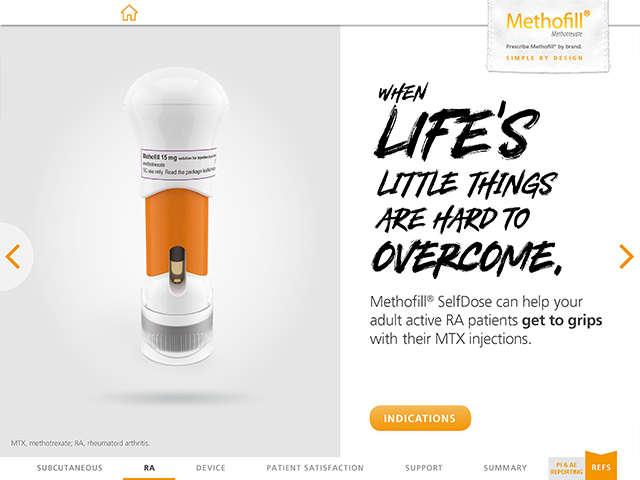 Methofill®
Methotrexate
Prescribe Methofill® by brand.
SIMPLE BY DESIGN
WHEN
LIFE'S
LITTLE THINGS
ARE HARD TO
OVERCOME,
Methofill® SelfDose can help your
adult active RA patients get to grips
with their MTX injections.
INDICATIONS
Methofill 15 mg solution for injection
methotrexate
SC use only. Read the package leaflet
MTX, methotrexate; RA, rheumatoid arthritis.
SUBCUTANEOUS
RA
DEVICE
PATIENT SATISFACTION
SUPPORT
SUMMARY
PI & AE
REPORTING
REFS